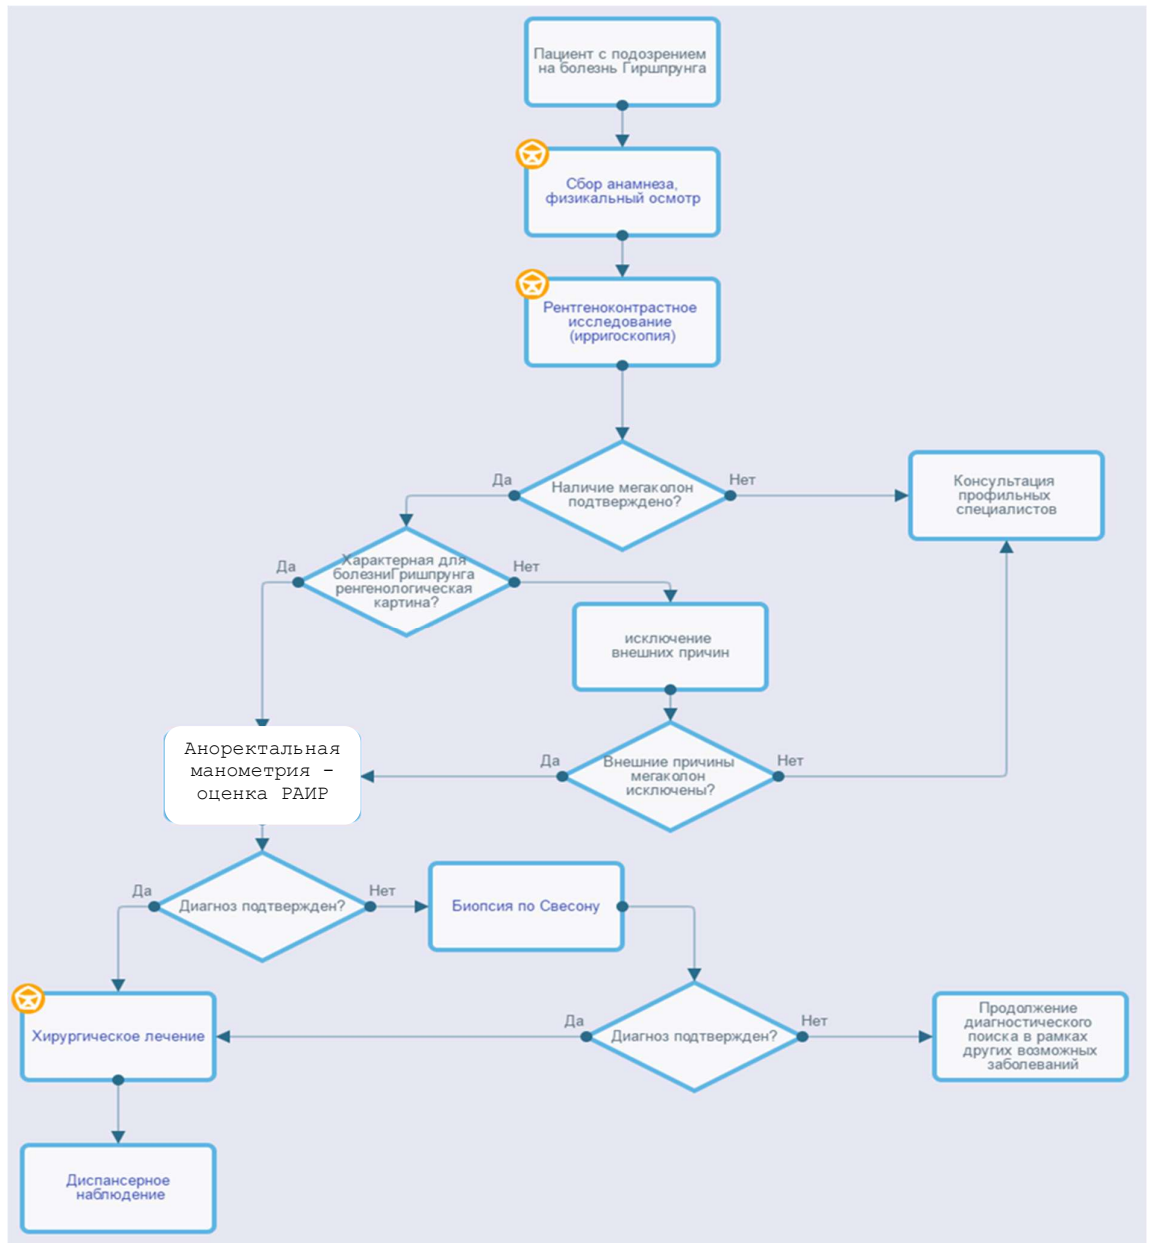 Пациент с подозрением
на болезнь Гиршпрунга
Сбор анамнеза,
физикальный осмотр
Рентгеноконтрастное
исследование
(ирригоскопия)
Да
Наличие мегаколон
подтверждено?
Нет
Консультация
профильных
специалистов
Да
Характерная для
болезниГришпрунга
ренгенологическая
картина?
Нет
исключение
внешних причин
Аноректальная
манометрия -
оценка РАИР
Да
Внешние причины
мегаколон
исключены?
Нет
Да
Диагноз подтвержден?
Нет
Биопсия по Свесону
Хирургическое лечение
Да
Диагноз подтвержден?
Нет
Продолжение
диагностического
поиска в рамках
других возможных
заболеваний
Диспансерное
наблюдение